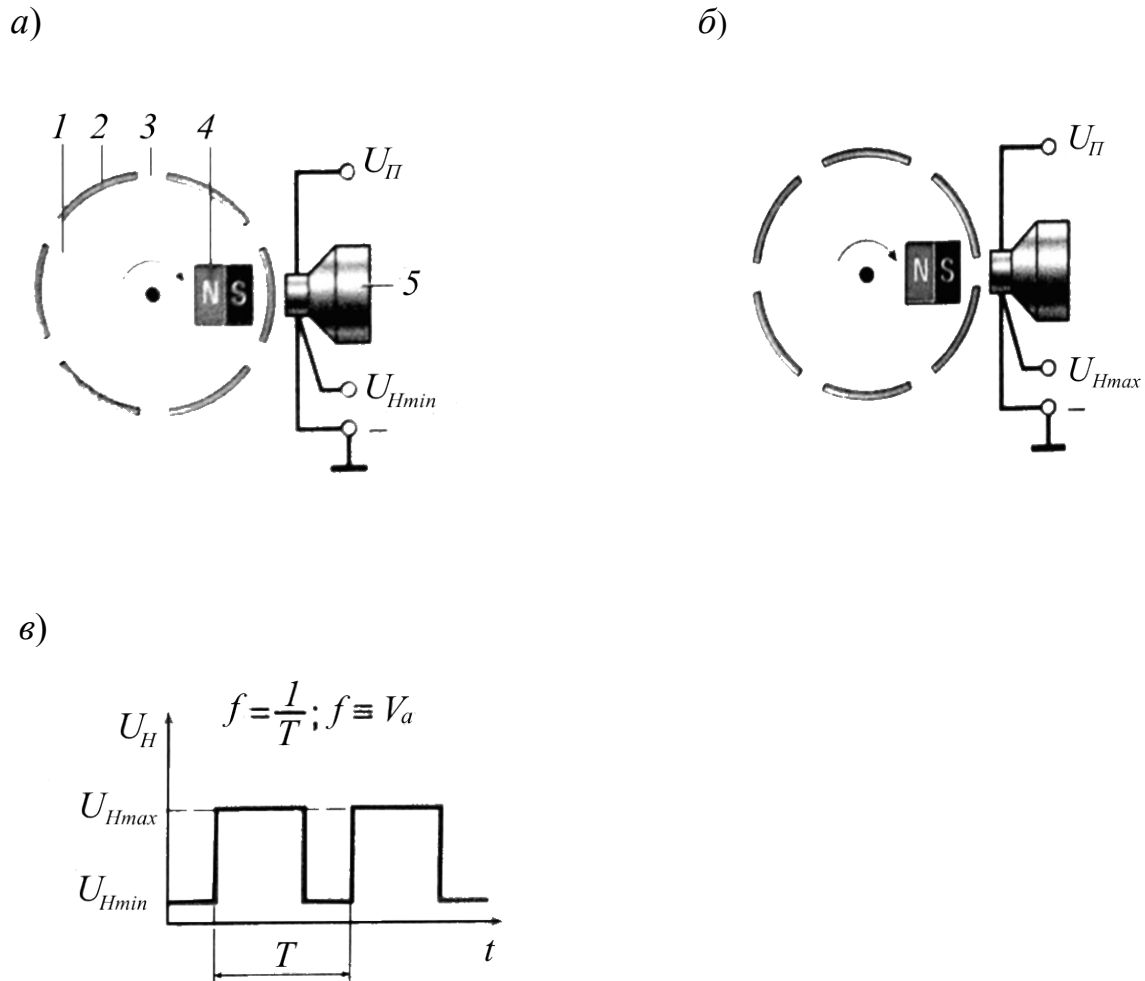 а)
б)
1 2 3 4
U_П
N S
5
U_Hmin
–
U_П
N S
U_Hmax
–
в)
f = 1/T ; f ≡ V_a
U_H
U_Hmax
U_Hmin
T
t